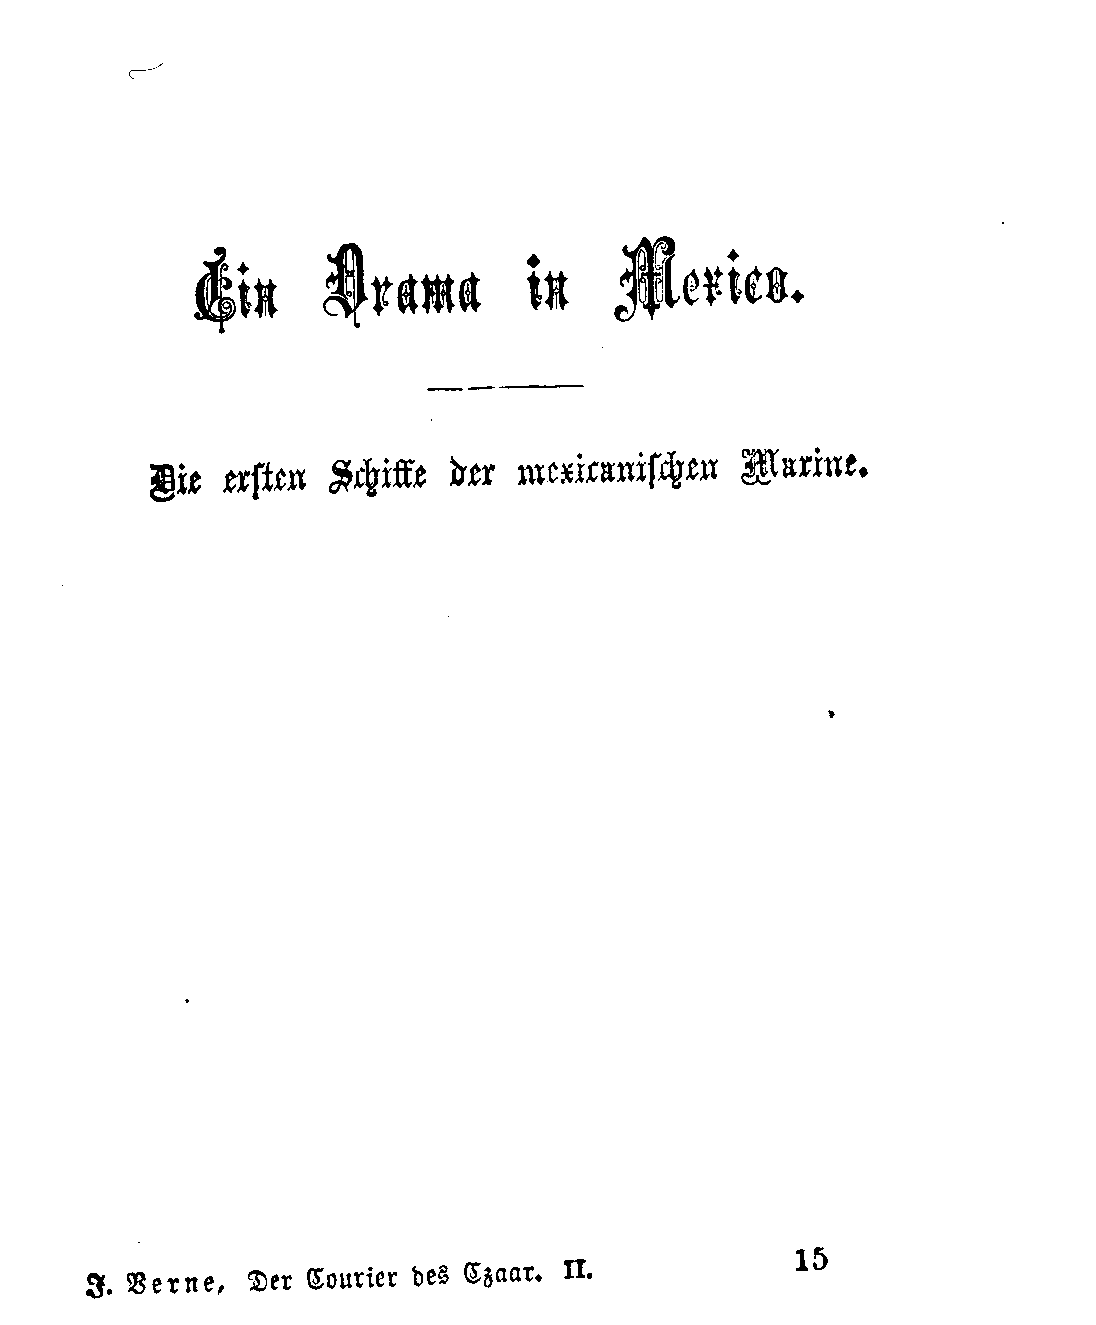 Ein Drama in Mexico.
Die ersten Schiffe der mexicanischen Marine.
J. Verne, Der Courier des Czaar. II. 15